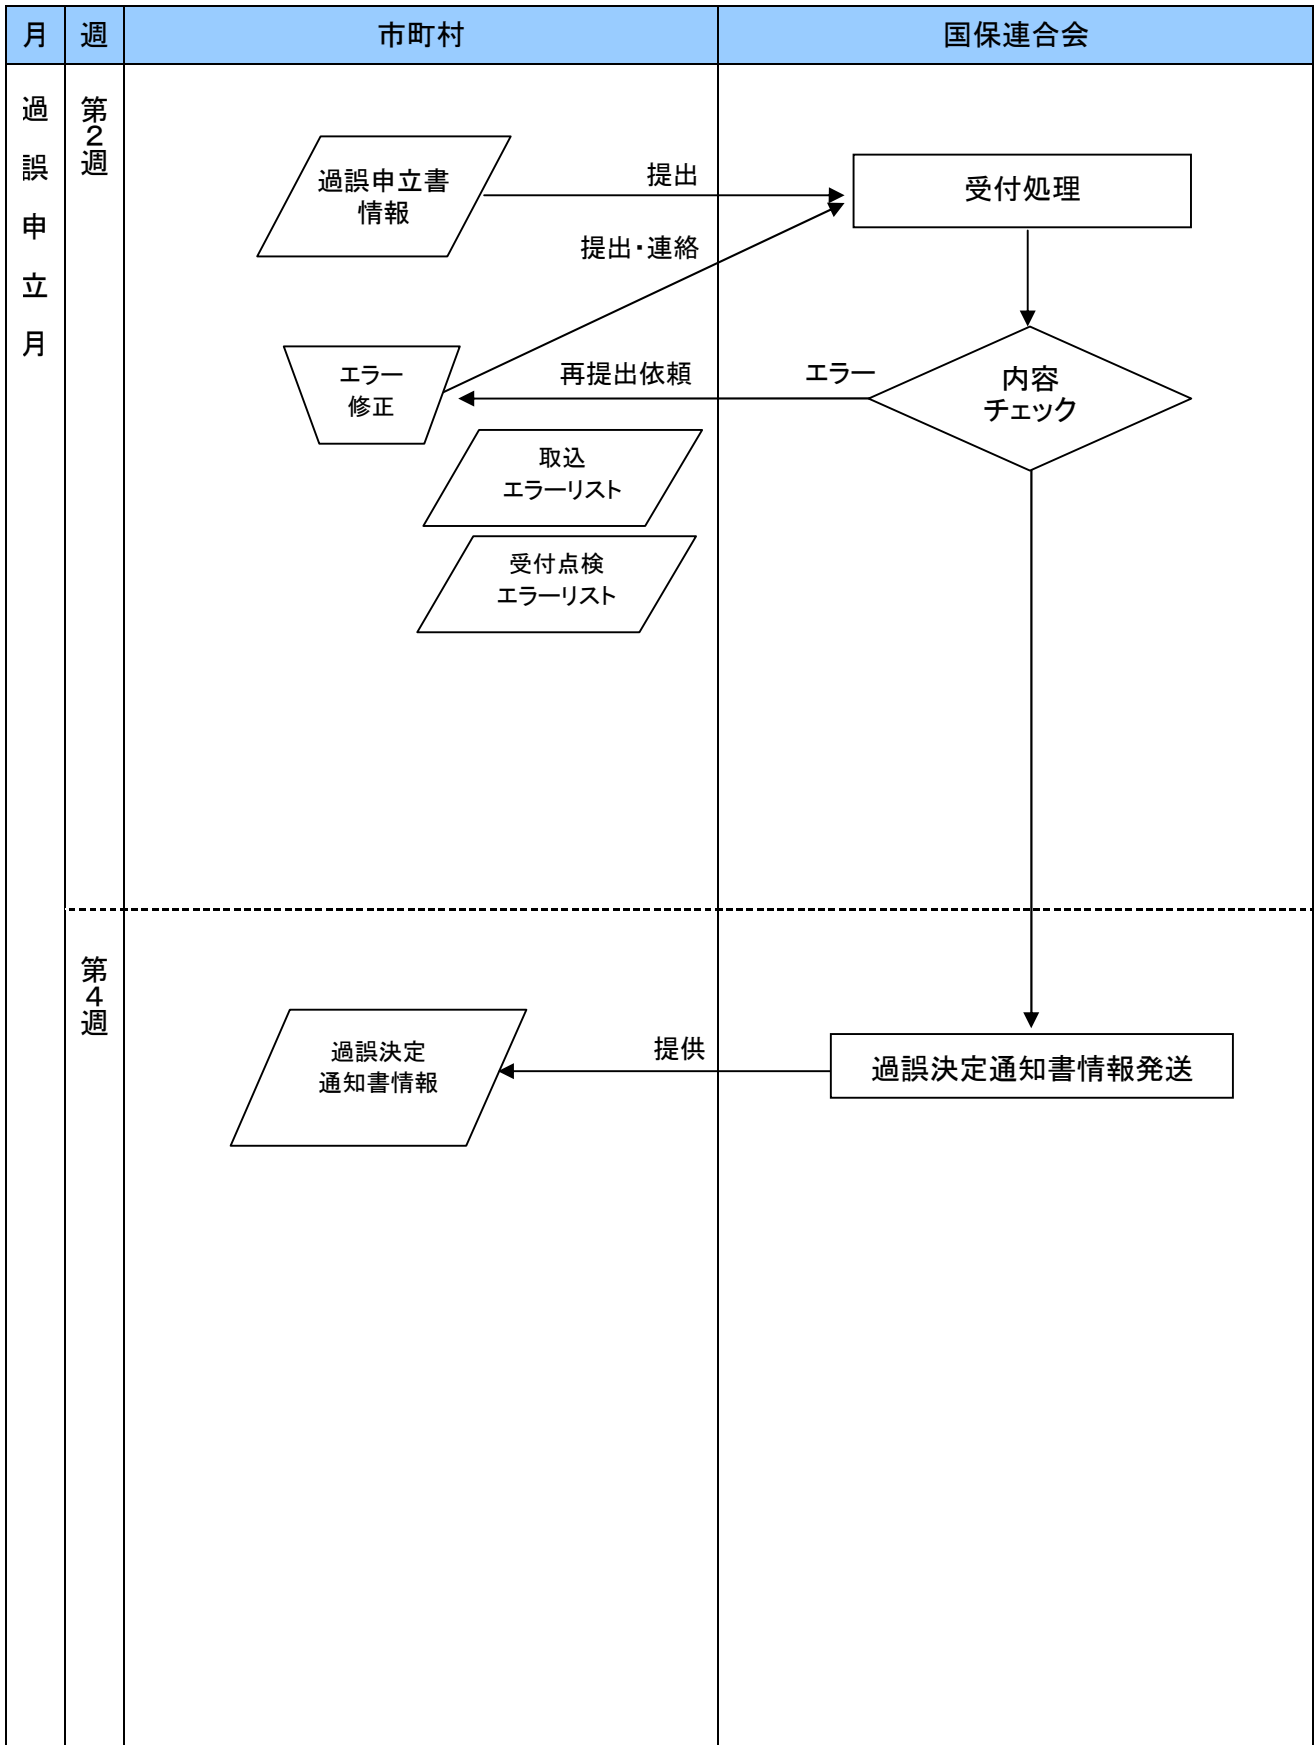 月
週
市町村
国保連合会
過誤申立月
第2週
過誤申立書
情報
提出
受付処理
提出・連絡
エラー
修正
再提出依頼
エラー
内容
チェック
取込
エラーリスト
受付点検
エラーリスト
第4週
過誤決定
通知書情報
提供
過誤決定通知書情報発送